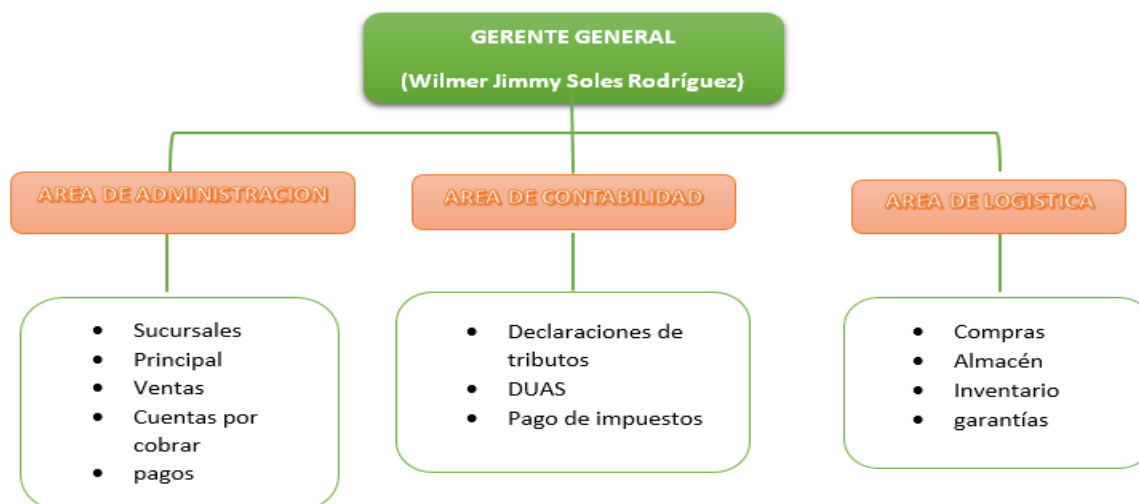 GERENTE GENERAL
(Wilmer Jimmy Soles Rodríguez)
AREA DE ADMINISTRACION
AREA DE CONTABILIDAD
AREA DE LOGISTICA
• Sucursales
• Principal
• Ventas
• Cuentas por
cobrar
• pagos
• Declaraciones de
tributos
• DUAS
• Pago de impuestos
• Compras
• Almacén
• Inventario
• garantías